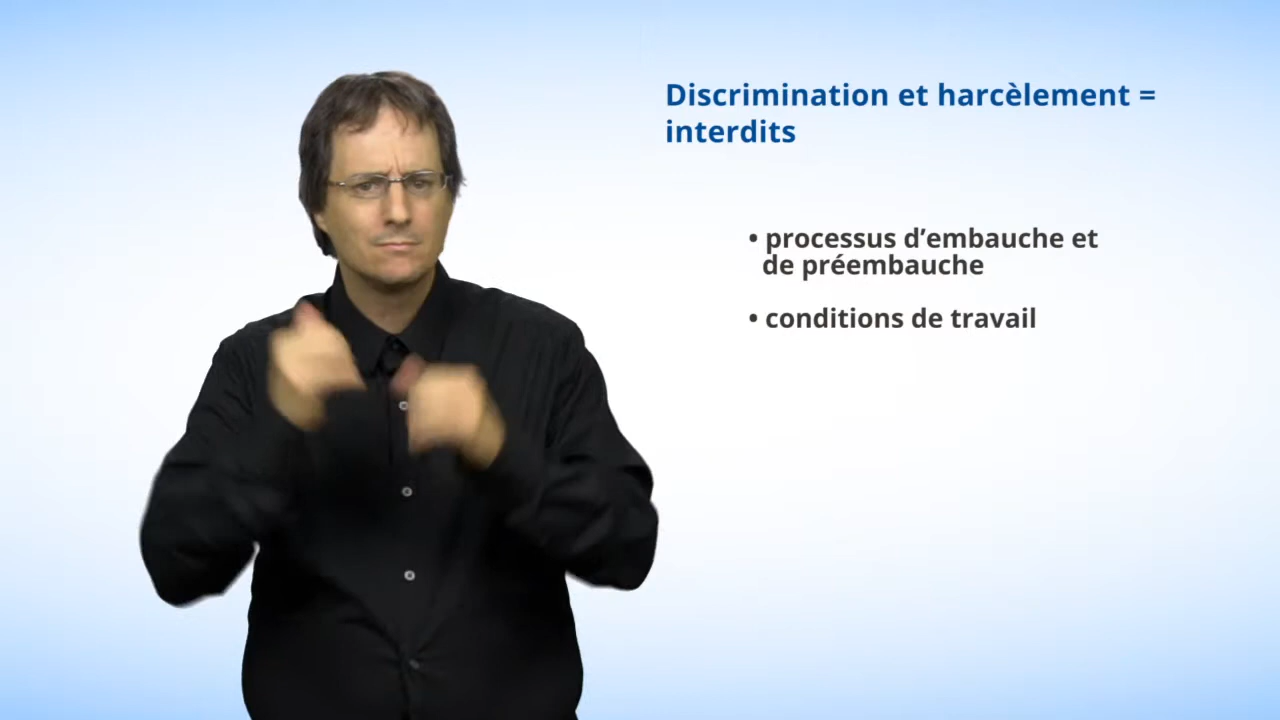 Discrimination et harcèlement =
interdits
• processus d’embauche et
de préembauche
• conditions de travail